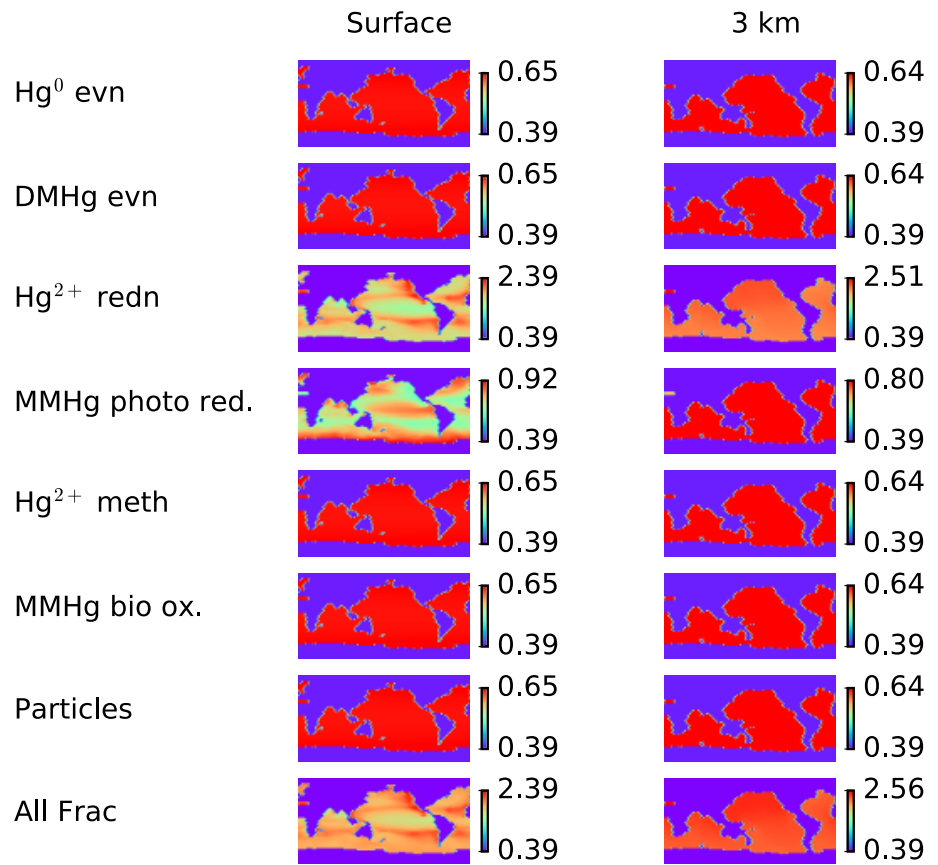 Surface 3 km
0.65 0.64
Hg⁰ evn
0.39 0.39
0.65 0.64
DMHg evn
0.39 0.39
2.39 2.51
Hg²⁺ redn
0.39 0.39
0.92 0.80
MMHg photo red.
0.39 0.39
0.65 0.64
Hg²⁺ meth
0.39 0.39
0.65 0.64
MMHg bio ox.
0.39 0.39
0.65 0.64
Particles
0.39 0.39
2.39 2.56
All Frac
0.39 0.39